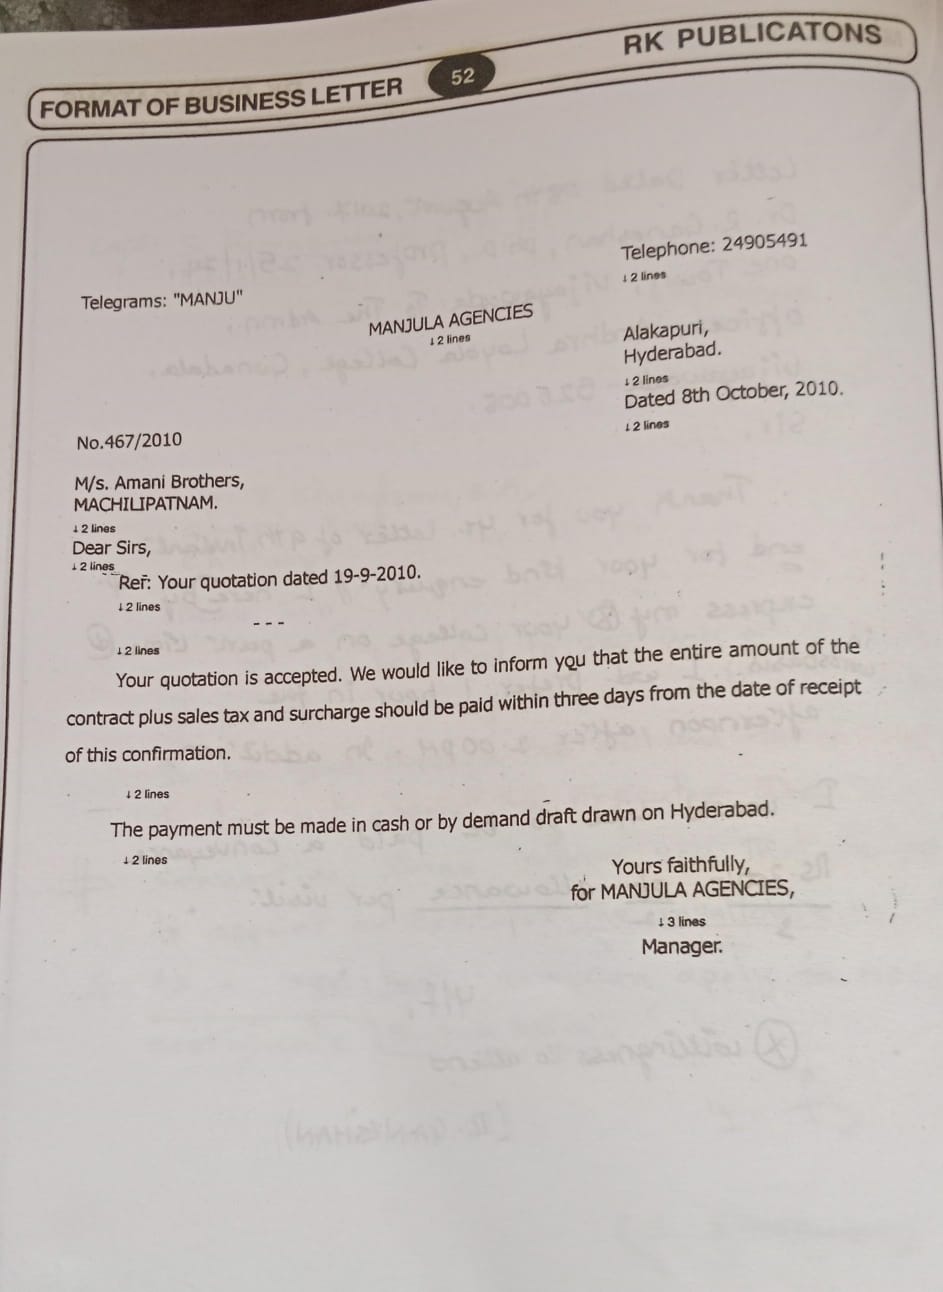 RK PUBLICATONS
FORMAT OF BUSINESS LETTER
52
Telephone: 24905491
↓ 2 lines
Telegrams: "MANJU"
MANJULA AGENCIES
↓ 2 lines
Alakapuri,
Hyderabad.
↓ 2 lines
Dated 8th October, 2010.
↓ 2 lines
No.467/2010
M/s. Amani Brothers,
MACHILIPATNAM.
↓ 2 lines
Dear Sirs,
↓ 2 lines
Ref: Your quotation dated 19-9-2010.
↓ 2 lines
- - -
↓ 2 lines
Your quotation is accepted. We would like to inform you that the entire amount of the
contract plus sales tax and surcharge should be paid within three days from the date of receipt
of this confirmation.
↓ 2 lines
The payment must be made in cash or by demand draft drawn on Hyderabad.
↓ 2 lines
Yours faithfully,
for MANJULA AGENCIES,
↓ 3 lines
Manager.